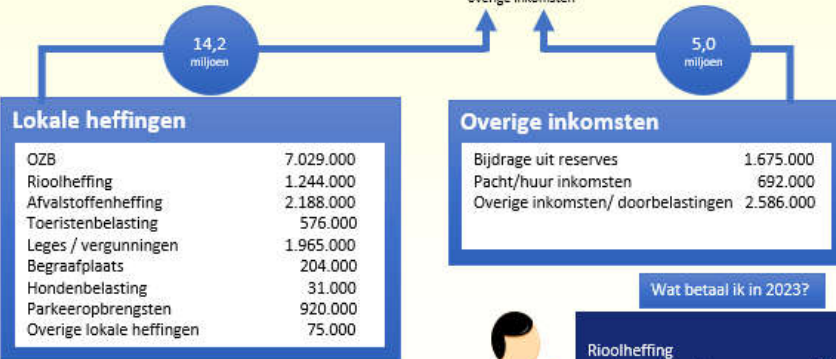 overige inkomsten
14,2
miljoen
5,0
miljoen
Lokale heffingen
OZB 7.029.000
Rioolheffing 1.244.000
Afvalstoffenheffing 2.188.000
Toeristenbelasting 576.000
Leges / vergunningen 1.965.000
Begraafplaats 204.000
Hondenbelasting 31.000
Parkeeropbrengsten 920.000
Overige lokale heffingen 75.000
Overige inkomsten
Bijdrage uit reserves 1.675.000
Pacht/huur inkomsten 692.000
Overige inkomsten/ doorbelastingen 2.586.000
Wat betaal ik in 2023?
Rioolheffing